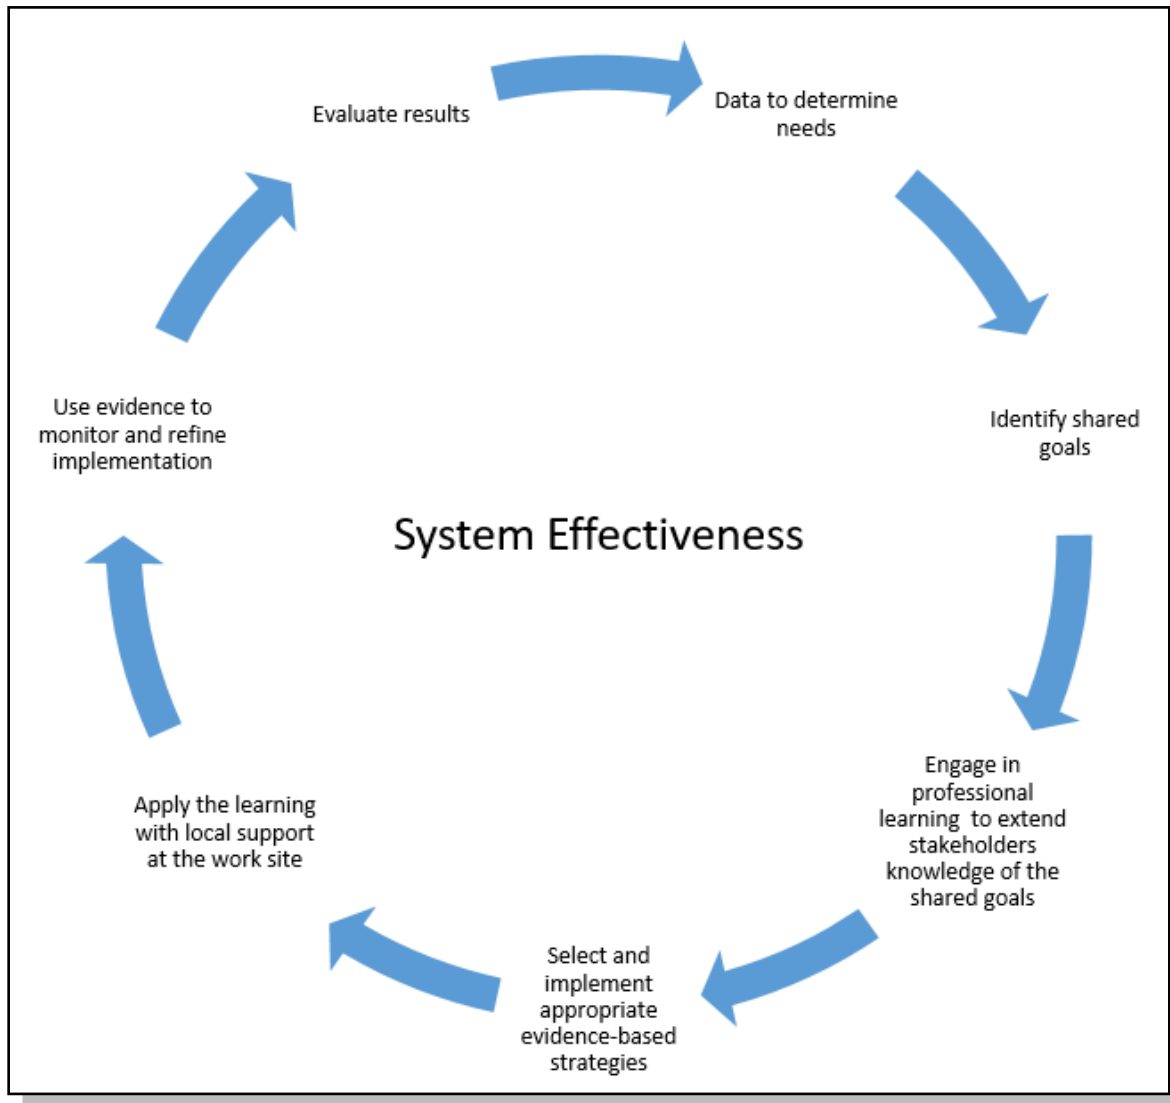 Evaluate results
Data to determine
needs
Identify shared
goals
Engage in
professional
learning  to extend
stakeholders
knowledge of the
shared goals
Select and
implement
appropriate
evidence-based
strategies
Apply the learning
with local support
at the work site
Use evidence to
monitor and refine
implementation
System Effectiveness